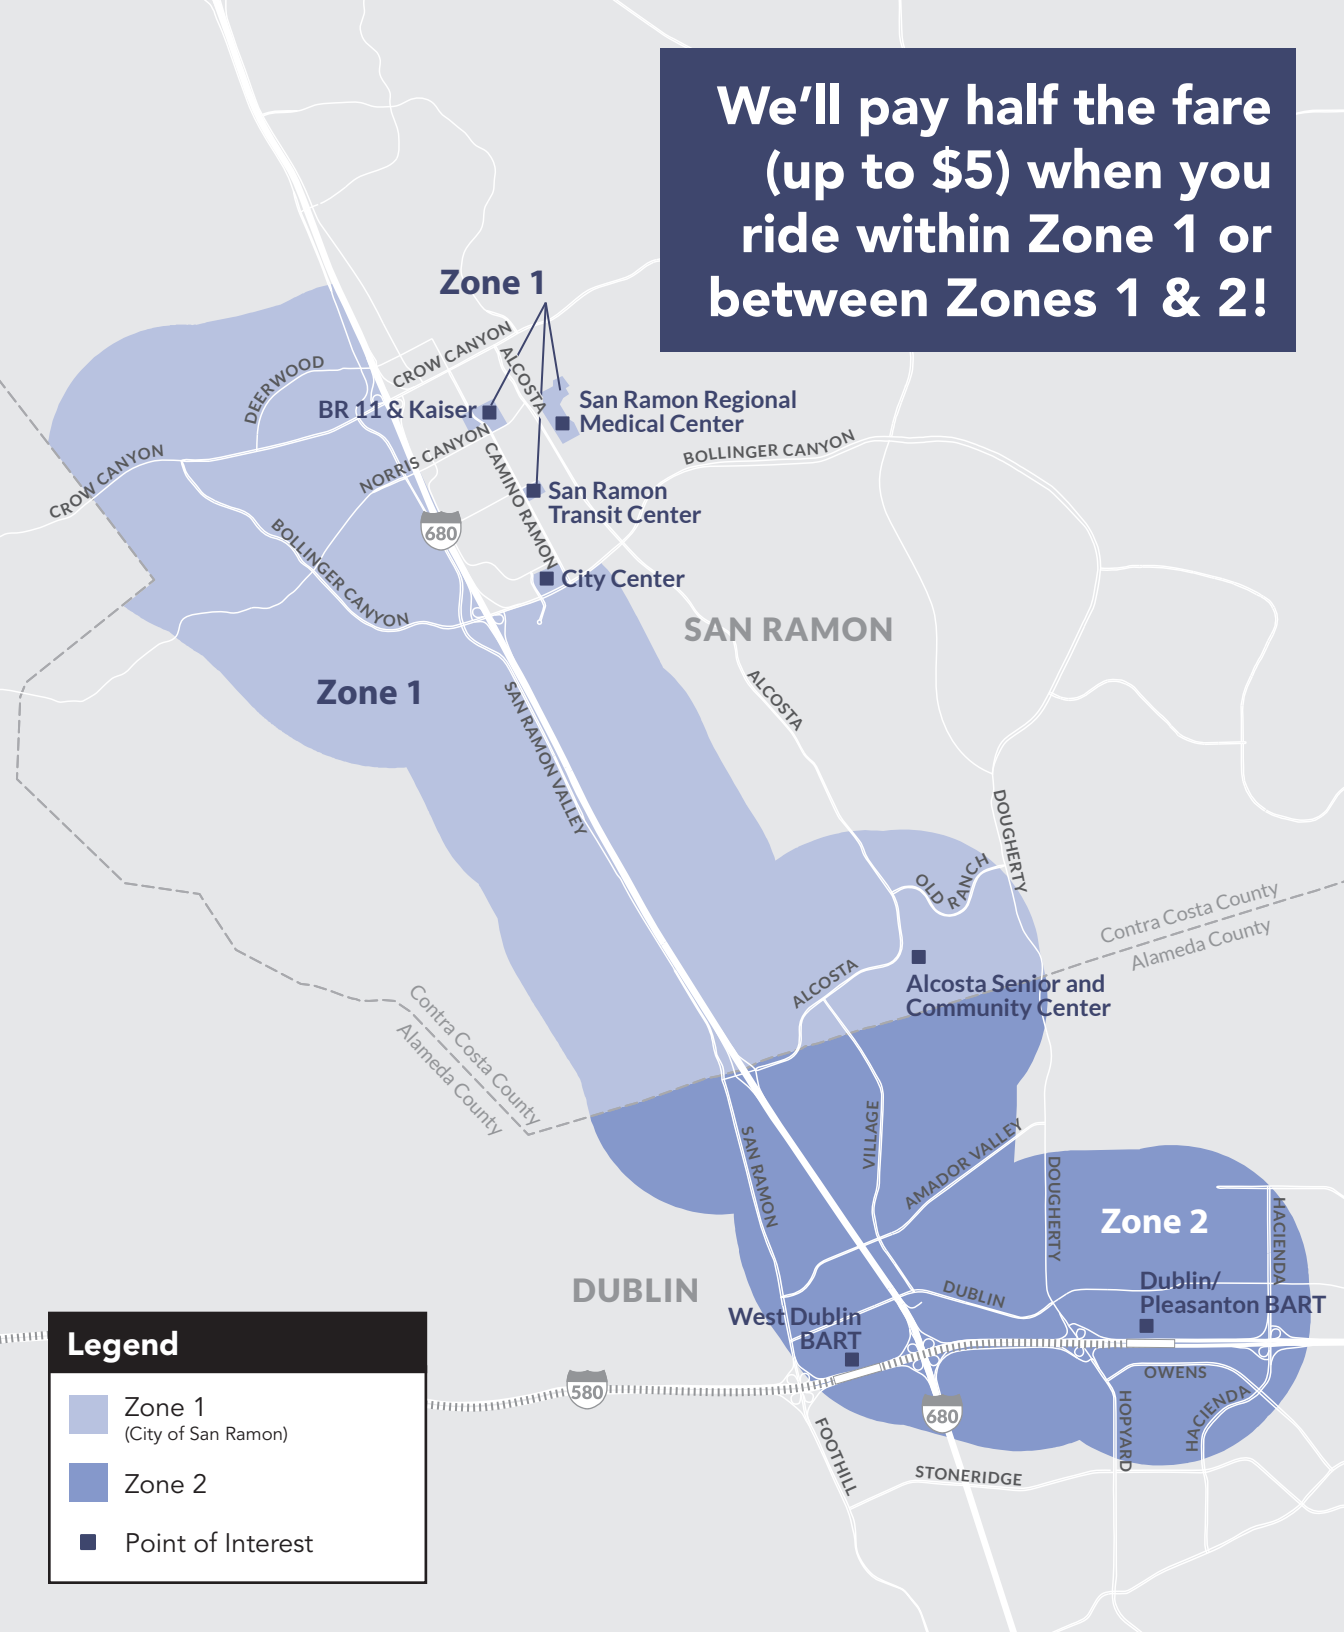 We’ll pay half the fare
(up to $5) when you
ride within Zone 1 or
between Zones 1 & 2!
Zone 1
CROW CANYON
ALCOSTA
DEERWOOD
BR 11 & Kaiser
San Ramon Regional
Medical Center
NORRIS CANYON
BOLLINGER CANYON
CROW CANYON
CAMINO RAMON
San Ramon
Transit Center
680
BOLLINGER CANYON
City Center
SAN RAMON
Zone 1
ALCOSTA
SAN RAMON VALLEY
DOUGHERTY
OLD RANCH
Contra Costa County
Alameda County
ALCOSTA
Alcosta Senior and
Community Center
Contra Costa County
Alameda County
VILLAGE
SAN RAMON
AMADOR VALLEY
DOUGHERTY
Zone 2
HACIENDA
DUBLIN
DUBLIN
Dublin/
Pleasanton BART
West Dublin
BART
OWENS
580
680
HOPYARD
HACIENDA
FOOTHILL
STONERIDGE
Legend
Zone 1
(City of San Ramon)
Zone 2
Point of Interest